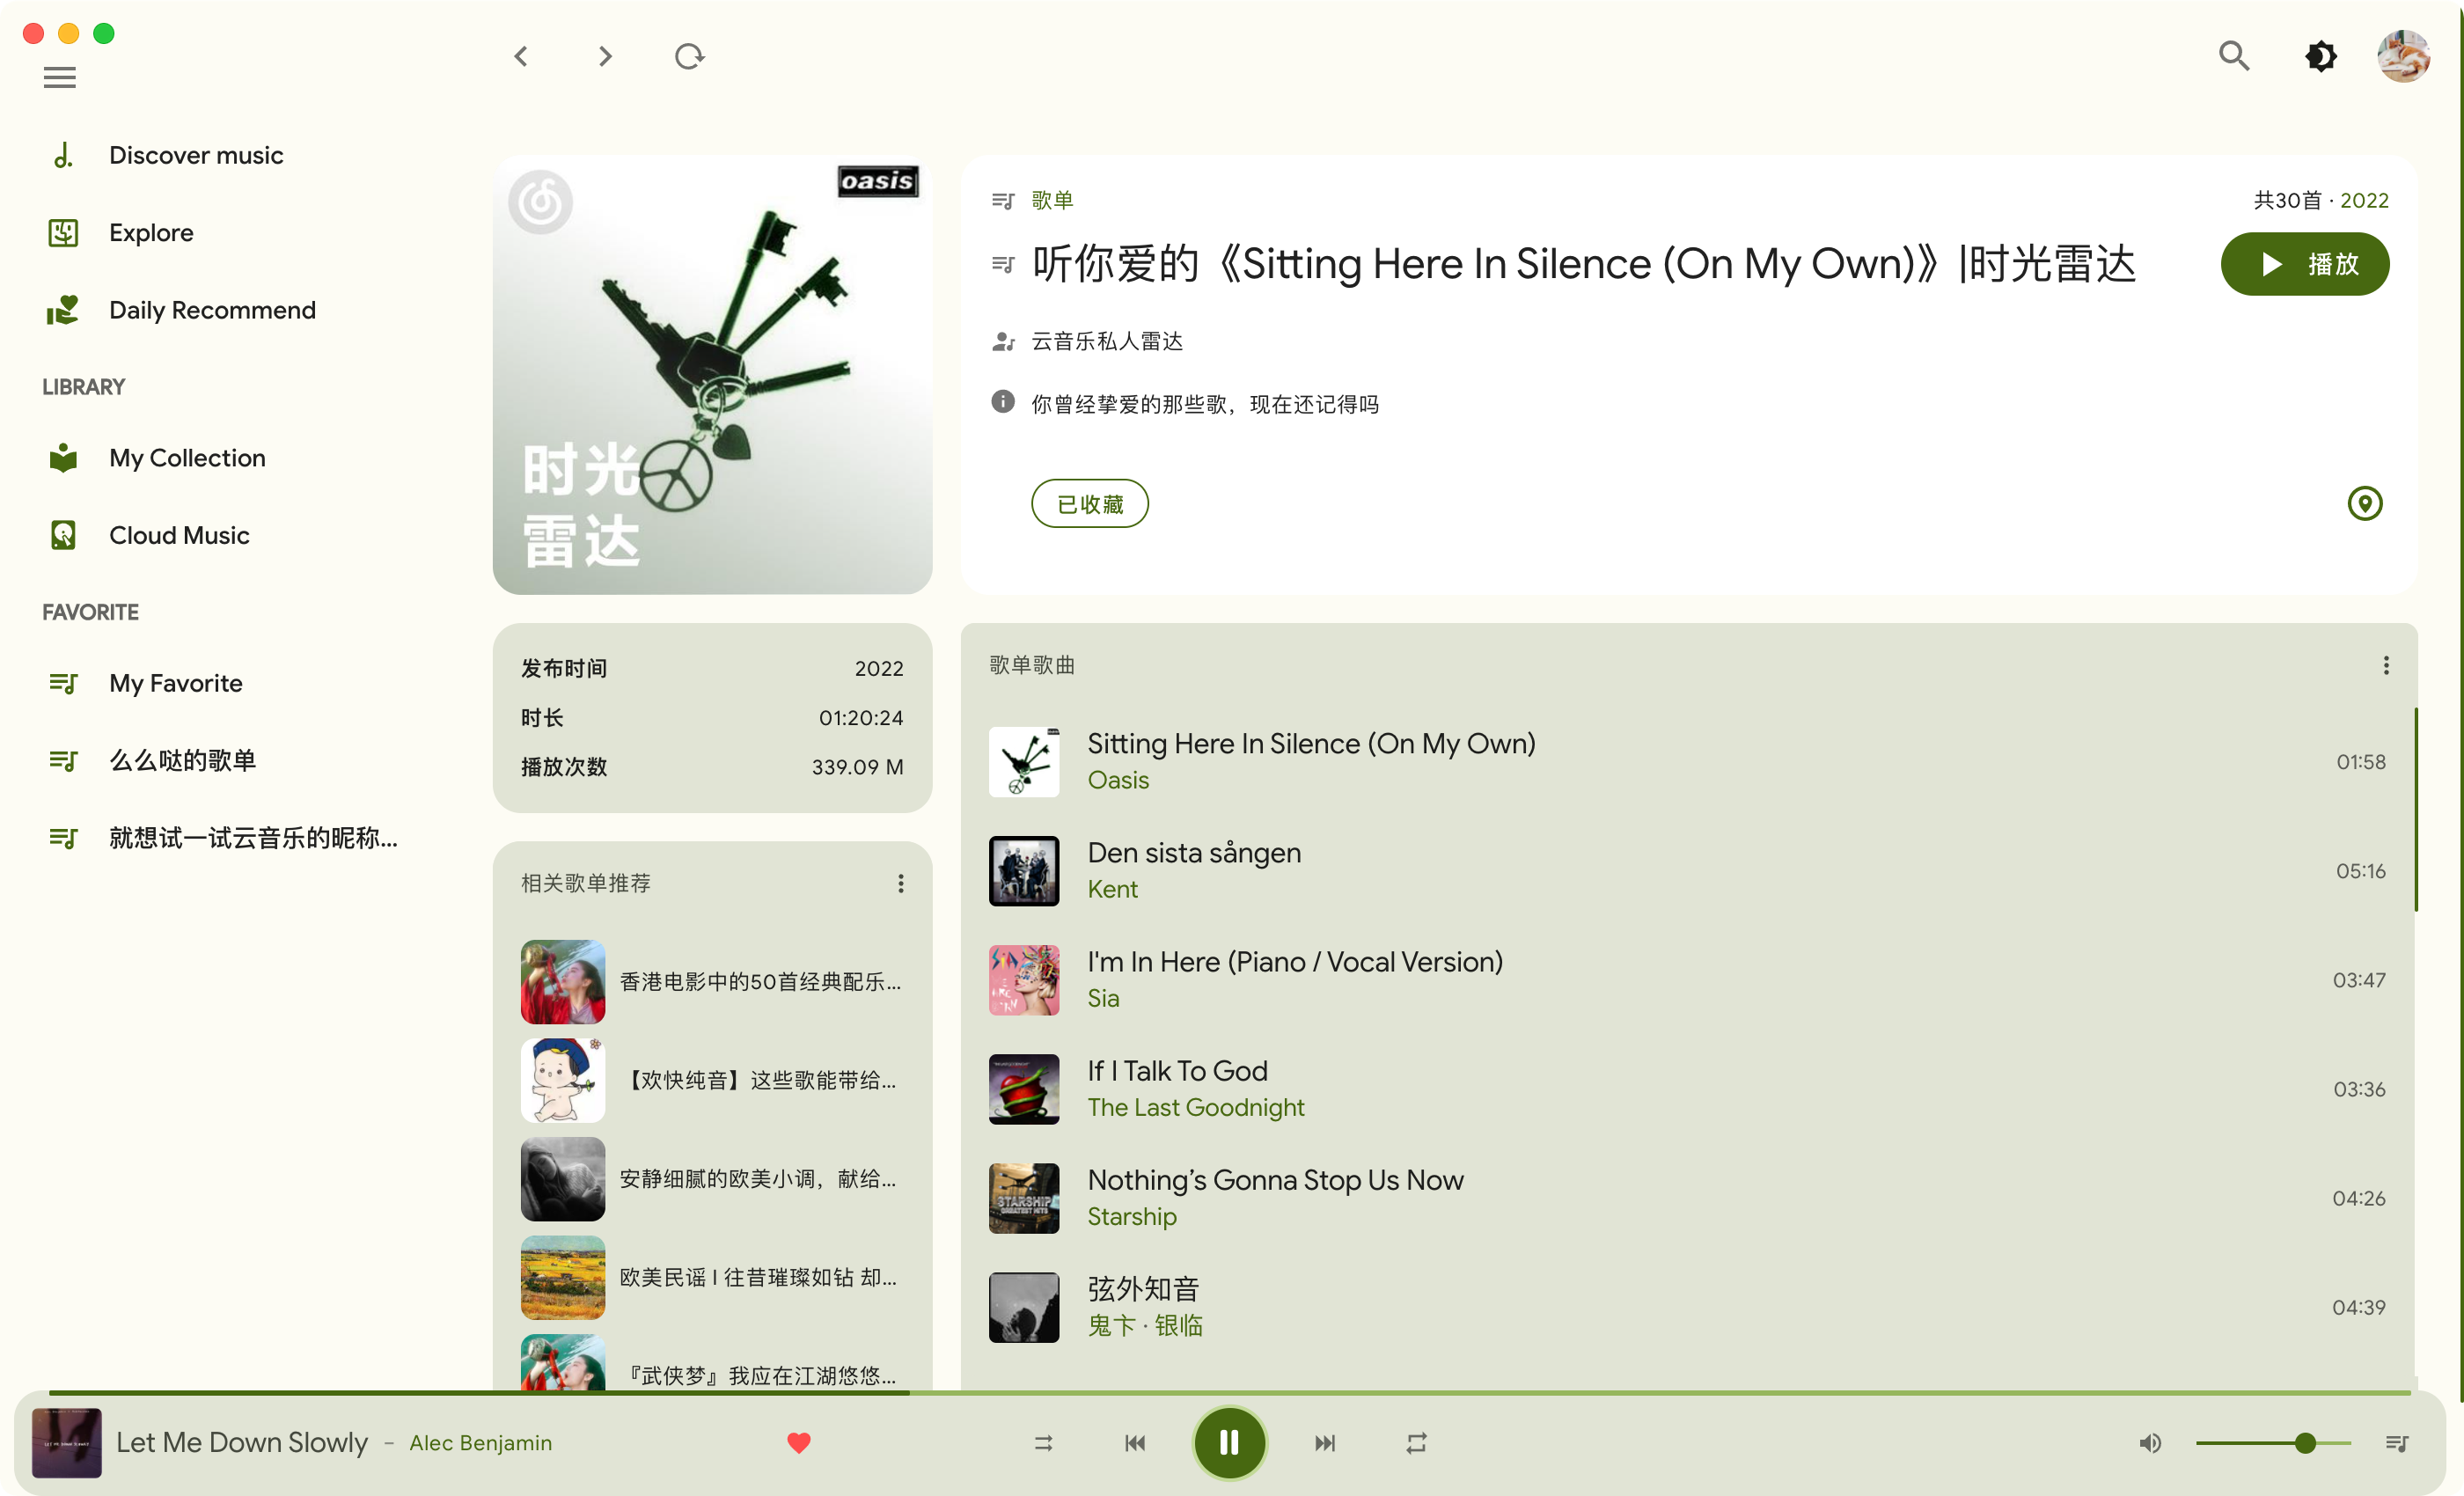 Discover music
Explore
Daily Recommend
LIBRARY
My Collection
Cloud Music
FAVORITE
My Favorite
么么哒的歌单
就想试一试云音乐的昵称...
oasis
时光
雷达
歌单
共30首 · 2022
听你爱的《Sitting Here In Silence (On My Own)》|时光雷达
播放
云音乐私人雷达
你曾经挚爱的那些歌，现在还记得吗
已收藏
发布时间 2022
时长 01:20:24
播放次数 339.09 M
相关歌单推荐
香港电影中的50首经典配乐...
【欢快纯音】这些歌能带给...
安静细腻的欧美小调，献给...
欧美民谣 I 往昔璀璨如钻 却...
『武侠梦』我应在江湖悠悠...
歌单歌曲
Sitting Here In Silence (On My Own)
Oasis
01:58
Den sista sången
Kent
05:16
I'm In Here (Piano / Vocal Version)
Sia
03:47
If I Talk To God
The Last Goodnight
03:36
STARSHIP
GREATEST HITS
Nothing’s Gonna Stop Us Now
Starship
04:26
弦外知音
鬼卞 · 银临
04:39
LET ME DOWN SLOWLY
Let Me Down Slowly – Alec Benjamin